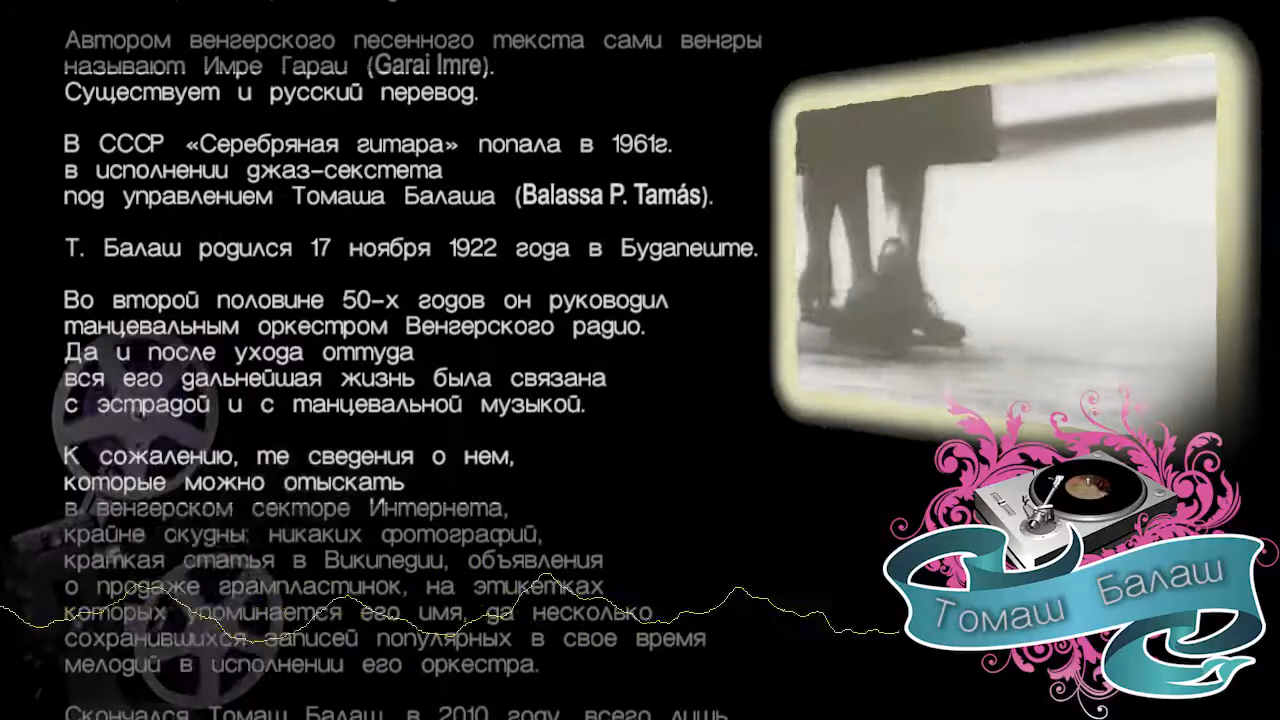 Автором венгерского песенного текста сами венгры
называют Имре Гараи (Garai Imre).
Существует и русский перевод.
В СССР «Серебряная гитара» попала в 1961г.
в исполнении джаз-секстета
под управлением Томаша Балаша (Balassa P. Tamás).
Т. Балаш родился 17 ноября 1922 года в Будапеште.
Во второй половине 50-х годов он руководил
танцевальным оркестром Венгерского радио.
Да и после ухода оттуда
вся его дальнейшая жизнь была связана
с эстрадой и с танцевальной музыкой.
К сожалению, те сведения о нем,
которые можно отыскать
в венгерском секторе Интернета,
крайне скудны: никаких фотографий,
краткая статья в Википедии, объявления
о продаже грампластинок, на этикетках
которых упоминается его имя, да несколько
сохранившихся записей популярных в свое время
мелодий в исполнении его оркестра.
Скончался Томаш Балаш в 2010 году, всего лишь
Томаш Балаш